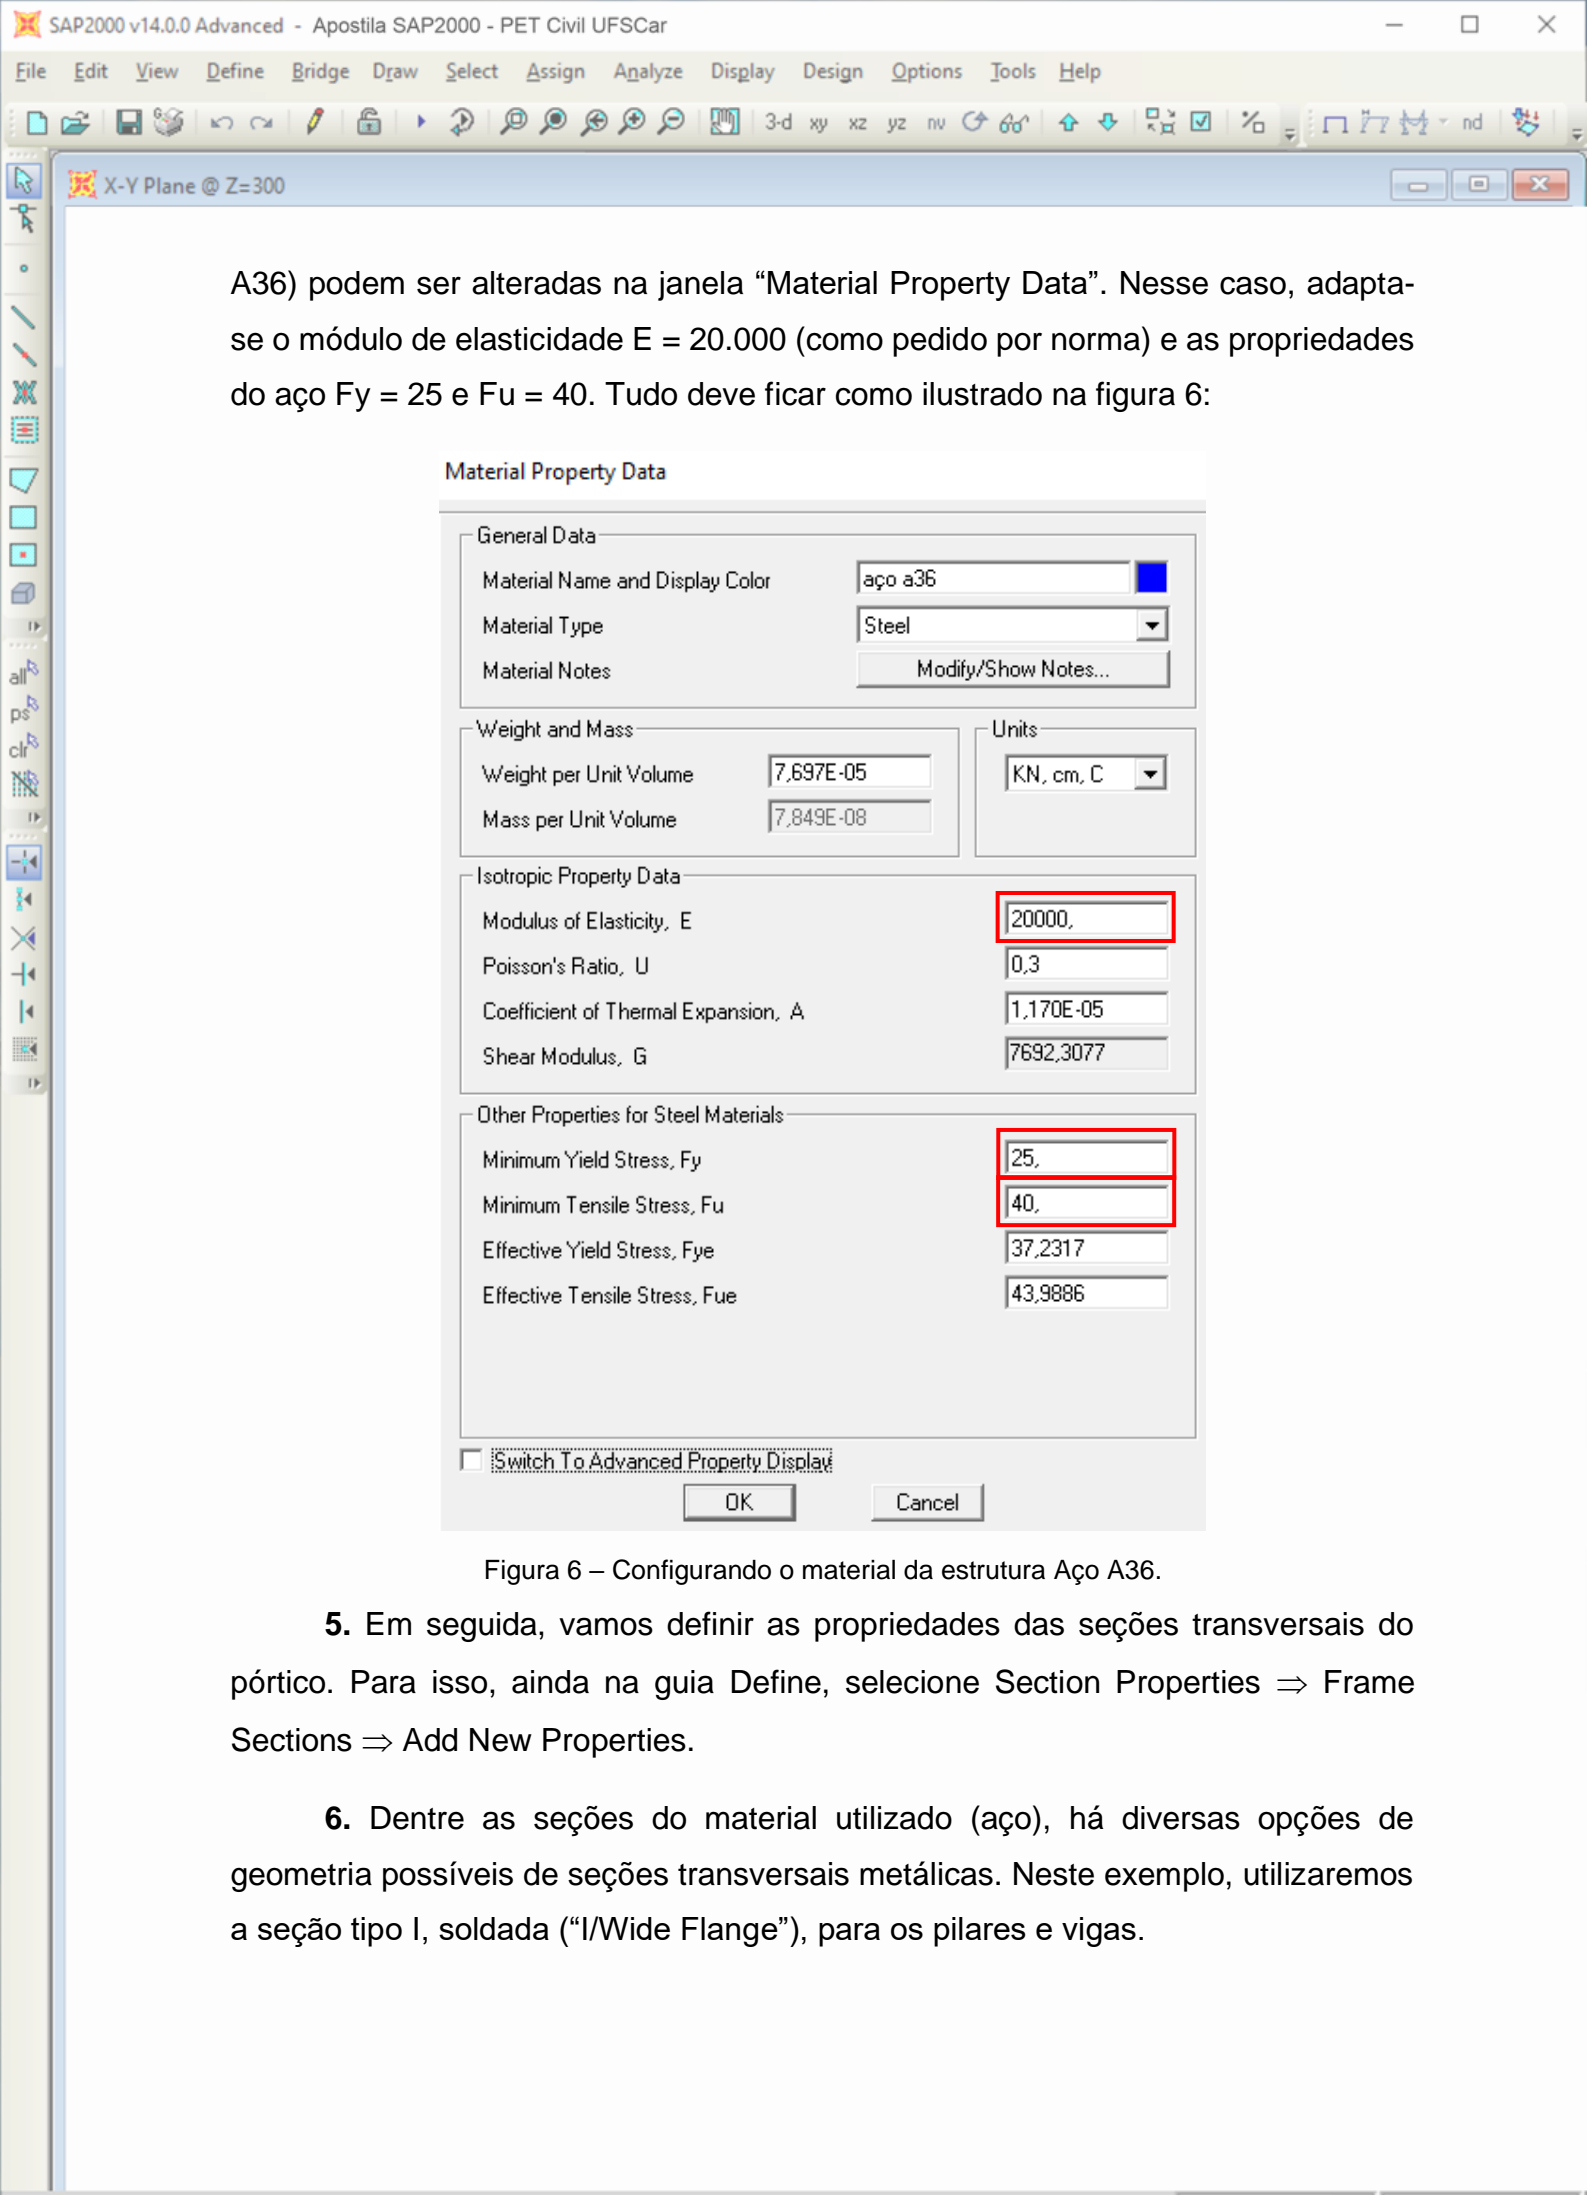 SAP2000 v14.0.0 Advanced - Apostila SAP2000 - PET Civil UFSCar
File Edit View Define Bridge Draw Select Assign Analyze Display Design Options Tools Help
3-d xy xz yz nv nd
X-Y Plane @ Z=300
all
ps
clr
A36) podem ser alteradas na janela “Material Property Data”. Nesse caso, adapta-
se o módulo de elasticidade E = 20.000 (como pedido por norma) e as propriedades
do aço Fy = 25 e Fu = 40. Tudo deve ficar como ilustrado na figura 6:
Material Property Data
General Data
Material Name and Display Color aço a36
Material Type Steel
Material Notes Modify/Show Notes...
Weight and Mass Units
Weight per Unit Volume 7,697E-05 KN, cm, C
Mass per Unit Volume 7,849E-08
Isotropic Property Data
Modulus of Elasticity, E 20000,
Poisson's Ratio, U 0,3
Coefficient of Thermal Expansion, A 1,170E-05
Shear Modulus, G 7692,3077
Other Properties for Steel Materials
Minimum Yield Stress, Fy 25,
Minimum Tensile Stress, Fu 40,
Effective Yield Stress, Fye 37,2317
Effective Tensile Stress, Fue 43,9886
Switch To Advanced Property Display
OK Cancel
Figura 6 – Configurando o material da estrutura Aço A36.
5. Em seguida, vamos definir as propriedades das seções transversais do
pórtico. Para isso, ainda na guia Define, selecione Section Properties ⇒ Frame
Sections ⇒ Add New Properties.
6. Dentre as seções do material utilizado (aço), há diversas opções de
geometria possíveis de seções transversais metálicas. Neste exemplo, utilizaremos
a seção tipo I, soldada (“I/Wide Flange”), para os pilares e vigas.